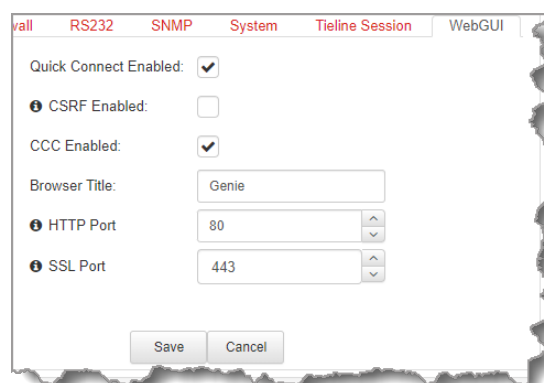 wall RS232 SNMP System Tieline Session WebGUI
Quick Connect Enabled:
CSRF Enabled:
CCC Enabled:
Browser Title: Genie
HTTP Port 80
SSL Port 443
Save Cancel